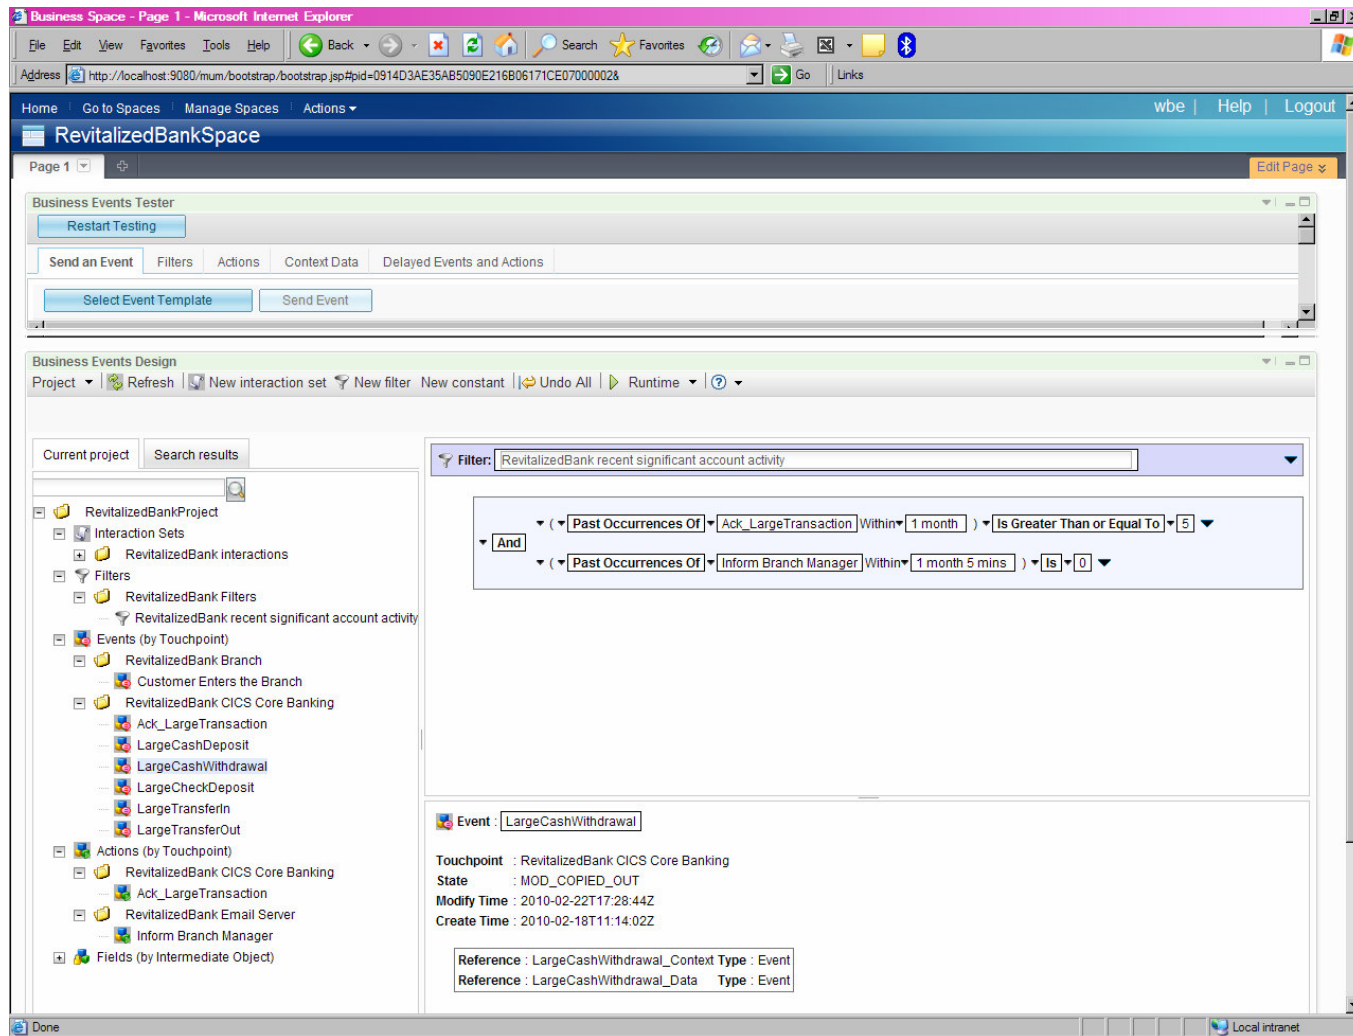 Business Space - Page 1 - Microsoft Internet Explorer
File Edit View Favorites Tools Help Back Search Favorites
Address http://localhost:9080/mum/bootstrap/bootstrap.jsp#pid=0914D3AE35AB5090E216B06171CE07000002& Go Links
Home Go to Spaces Manage Spaces Actions wbe | Help | Logout
RevitalizedBankSpace
Page 1 Edit Page
Business Events Tester
Restart Testing
Send an Event Filters Actions Context Data Delayed Events and Actions
Select Event Template Send Event
Business Events Design
Project Refresh New interaction set New filter New constant Undo All Runtime
Current project Search results
RevitalizedBankProject
Interaction Sets
RevitalizedBank interactions
Filters
RevitalizedBank Filters
RevitalizedBank recent significant account activity
Events (by Touchpoint)
RevitalizedBank Branch
Customer Enters the Branch
RevitalizedBank CICS Core Banking
Ack_LargeTransaction
LargeCashDeposit
LargeCashWithdrawal
LargeCheckDeposit
LargeTransferIn
LargeTransferOut
Actions (by Touchpoint)
RevitalizedBank CICS Core Banking
Ack_LargeTransaction
RevitalizedBank Email Server
Inform Branch Manager
Fields (by Intermediate Object)
Filter: RevitalizedBank recent significant account activity
( Past Occurrences Of Ack_LargeTransaction Within 1 month ) Is Greater Than or Equal To 5
And
( Past Occurrences Of Inform Branch Manager Within 1 month 5 mins ) Is 0
Event : LargeCashWithdrawal
Touchpoint : RevitalizedBank CICS Core Banking
State : MOD_COPIED_OUT
Modify Time : 2010-02-22T17:28:44Z
Create Time : 2010-02-18T11:14:02Z
Reference : LargeCashWithdrawal_Context Type : Event
Reference : LargeCashWithdrawal_Data Type : Event
Done Local intranet